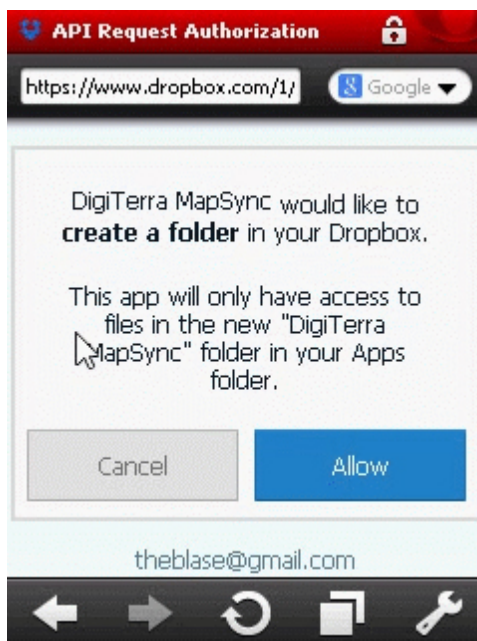 API Request Authorization
https://www.dropbox.com/1/
Google
DigiTerra MapSync would like to
create a folder in your Dropbox.
This app will only have access to
files in the new "DigiTerra
MapSync" folder in your Apps
folder.
Cancel
Allow
theblase@gmail.com